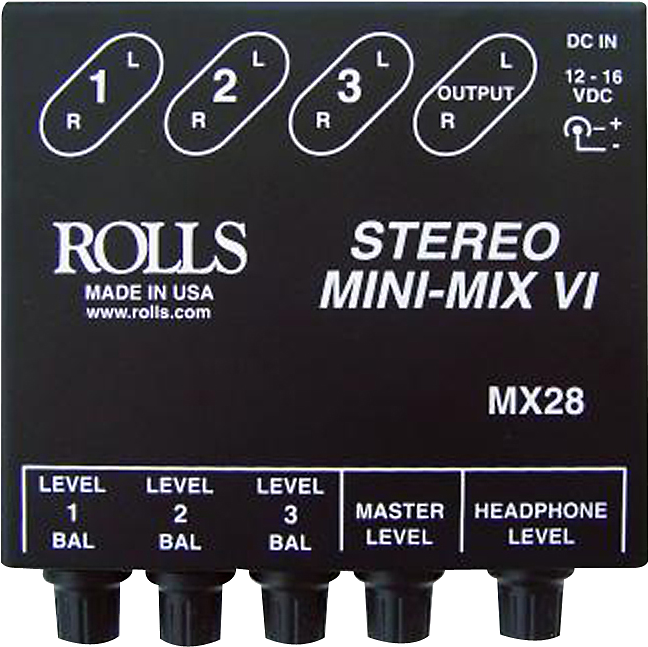 1 L R
2 L R
3 L R
OUTPUT L R
DC IN
12 - 16
VDC
+
-
ROLLS
MADE IN USA
www.rolls.com
STEREO
MINI-MIX VI
MX28
LEVEL
1
BAL
LEVEL
2
BAL
LEVEL
3
BAL
MASTER
LEVEL
HEADPHONE
LEVEL